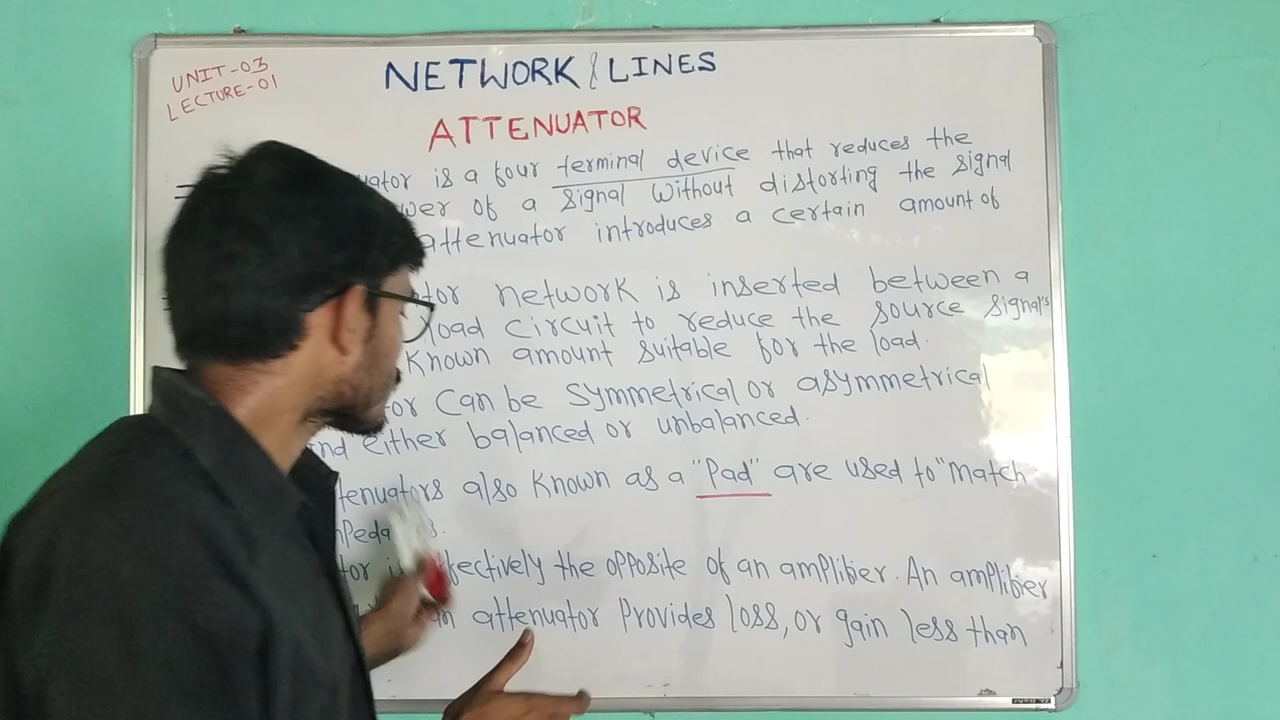 UNIT-03
LECTURE-01
NETWORK & LINES
ATTENUATOR
uator is a four terminal device that reduces the
wer of a signal without distorting the signal
attenuator introduces a certain amount of
tor network is inserted between a
load circuit to reduce the source signal's
known amount suitable for the load.
tor can be symmetrical or asymmetrical
nd either balanced or unbalanced.
tenuators also known as a "Pad" are used to "match
tor is effectively the opposite of an amplifier. An amplifier
an attenuator provides loss, or gain less than